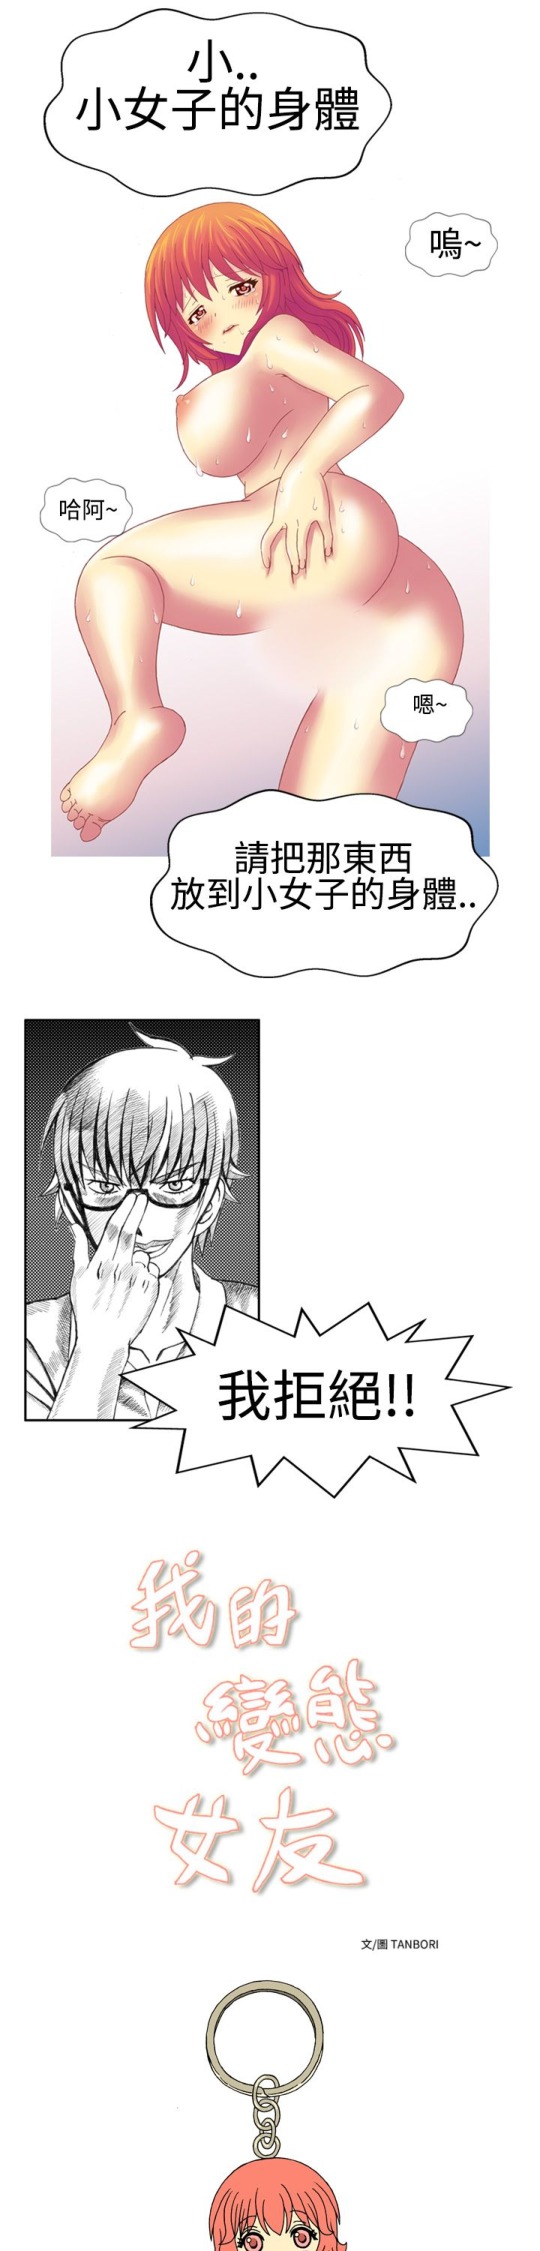 小..
小女子的身體
嗚~
哈阿~
嗯~
請把那東西
放到小女子的身體..
我拒絕!!
我的
變態
女友
文/圖 TANBORI